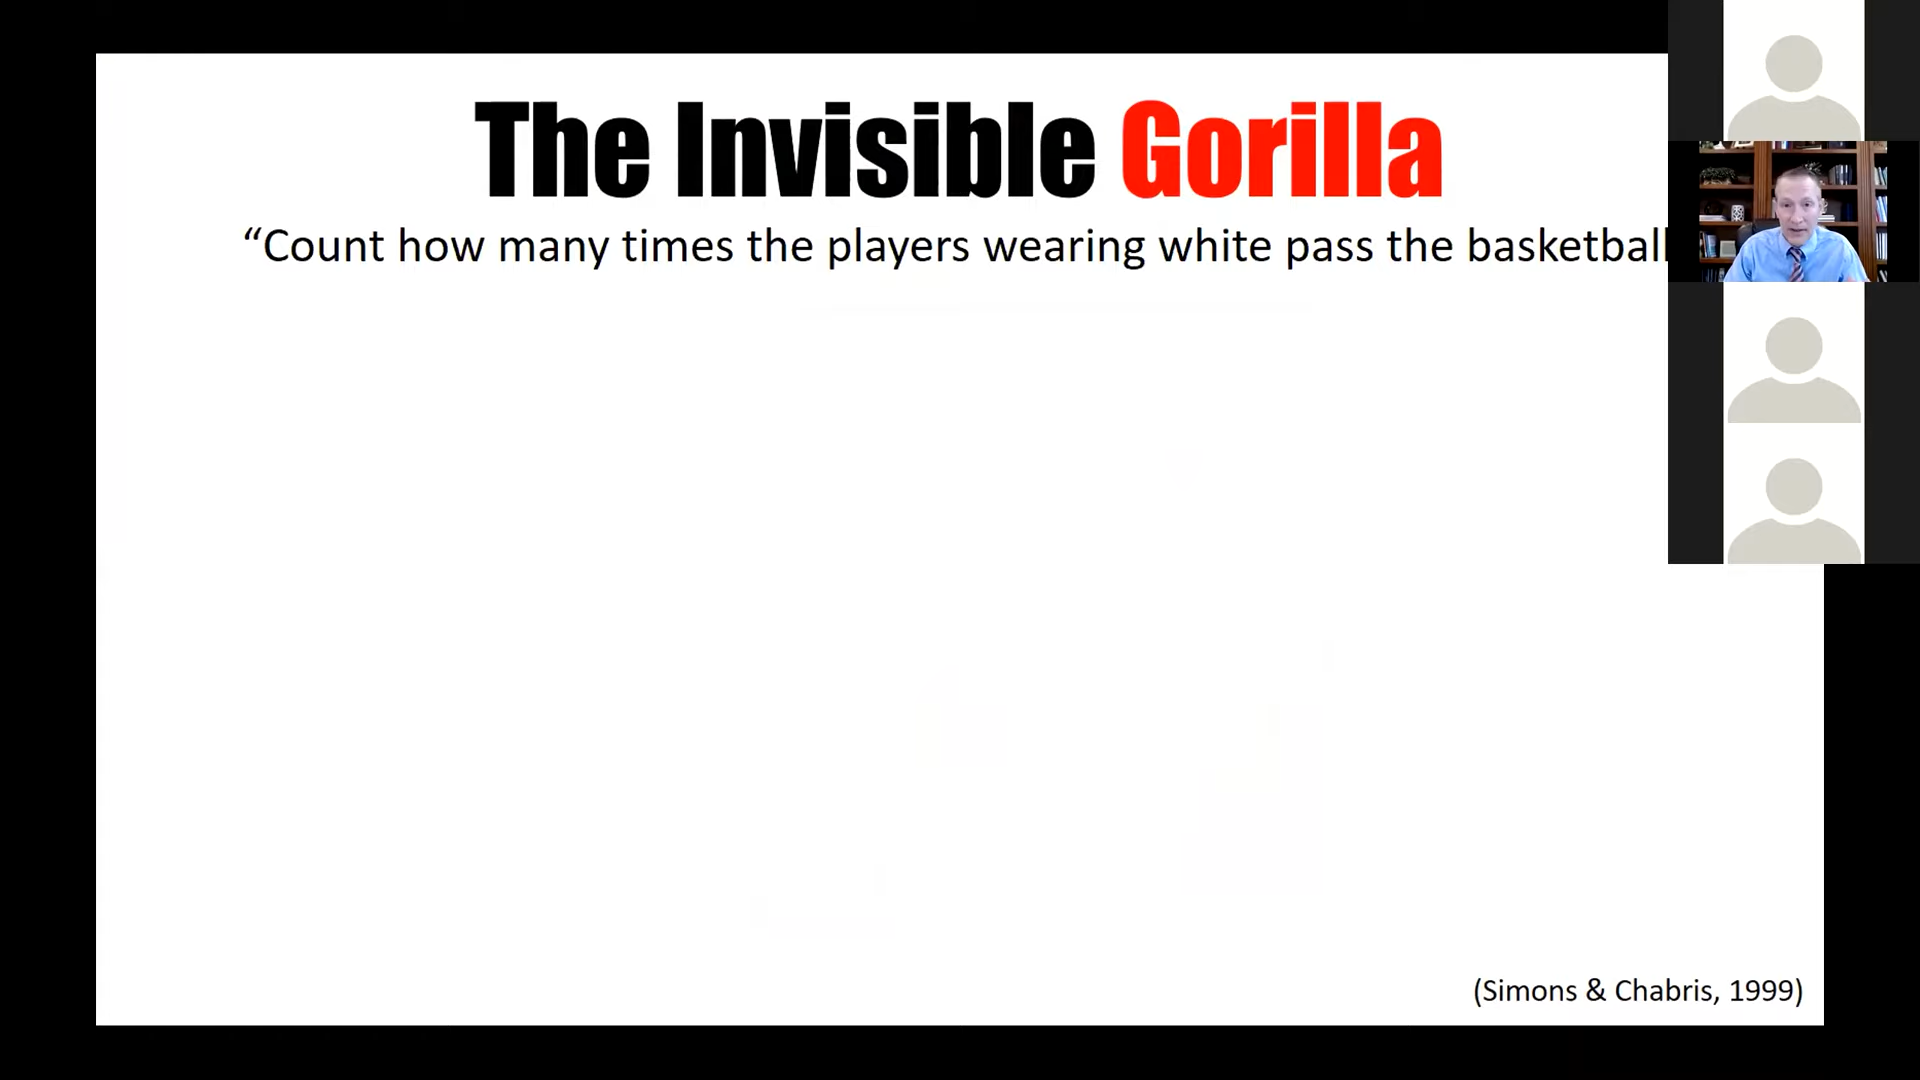 The Invisible Gorilla
“Count how many times the players wearing white pass the basketball
(Simons & Chabris, 1999)